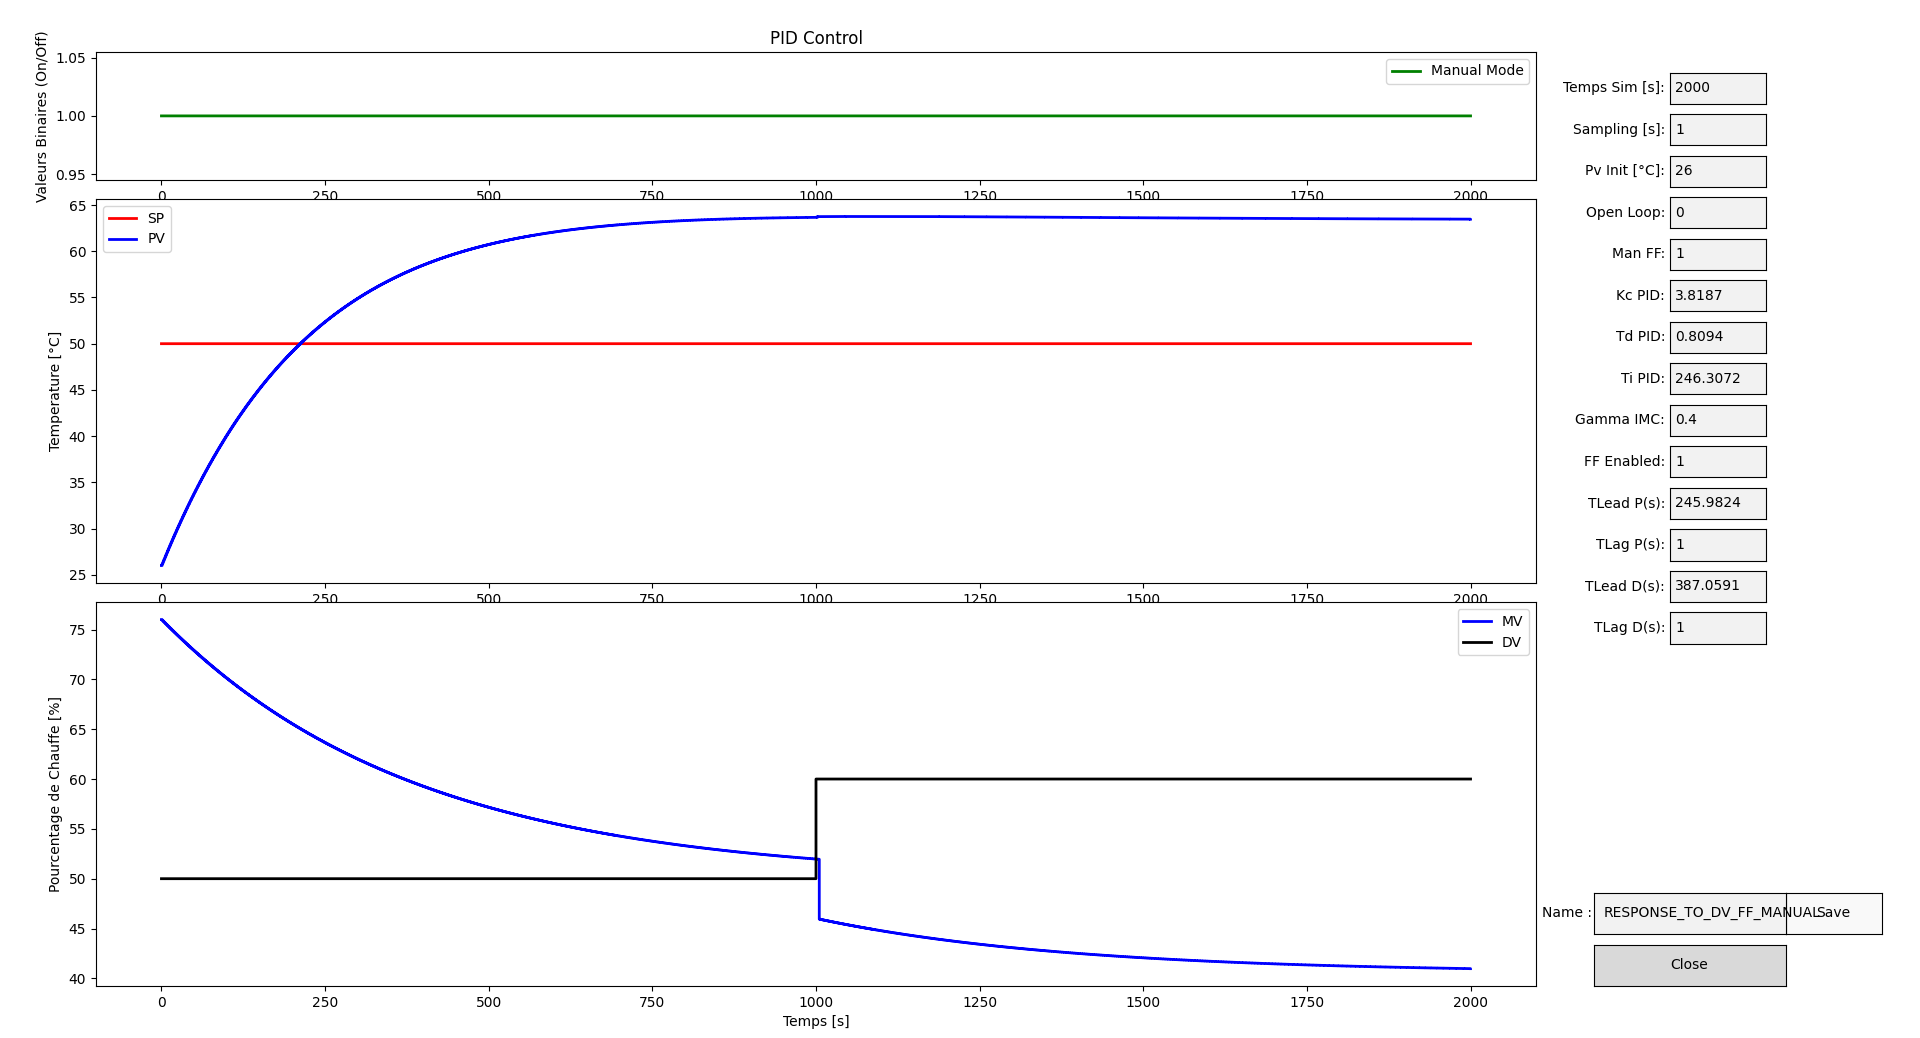 PID Control
Valeurs Binaires (On/Off)
1.05
1.00
0.95
Manual Mode
0 250 500 750 1000 1250 1500 1750 2000
Temperature [°C]
65
60
55
50
45
40
35
30
25
SP
PV
0 250 500 750 1000 1250 1500 1750 2000
Pourcentage de Chauffe [%]
75
70
65
60
55
50
45
40
MV
DV
0 250 500 750 1000 1250 1500 1750 2000
Temps [s]
Temps Sim [s]: 2000
Sampling [s]: 1
Pv Init [°C]: 26
Open Loop: 0
Man FF: 1
Kc PID: 3.8187
Td PID: 0.8094
Ti PID: 246.3072
Gamma IMC: 0.4
FF Enabled: 1
TLead P(s): 245.9824
TLag P(s): 1
TLead D(s): 387.0591
TLag D(s): 1
Name : RESPONSE_TO_DV_FF_MANUAL Save
Close